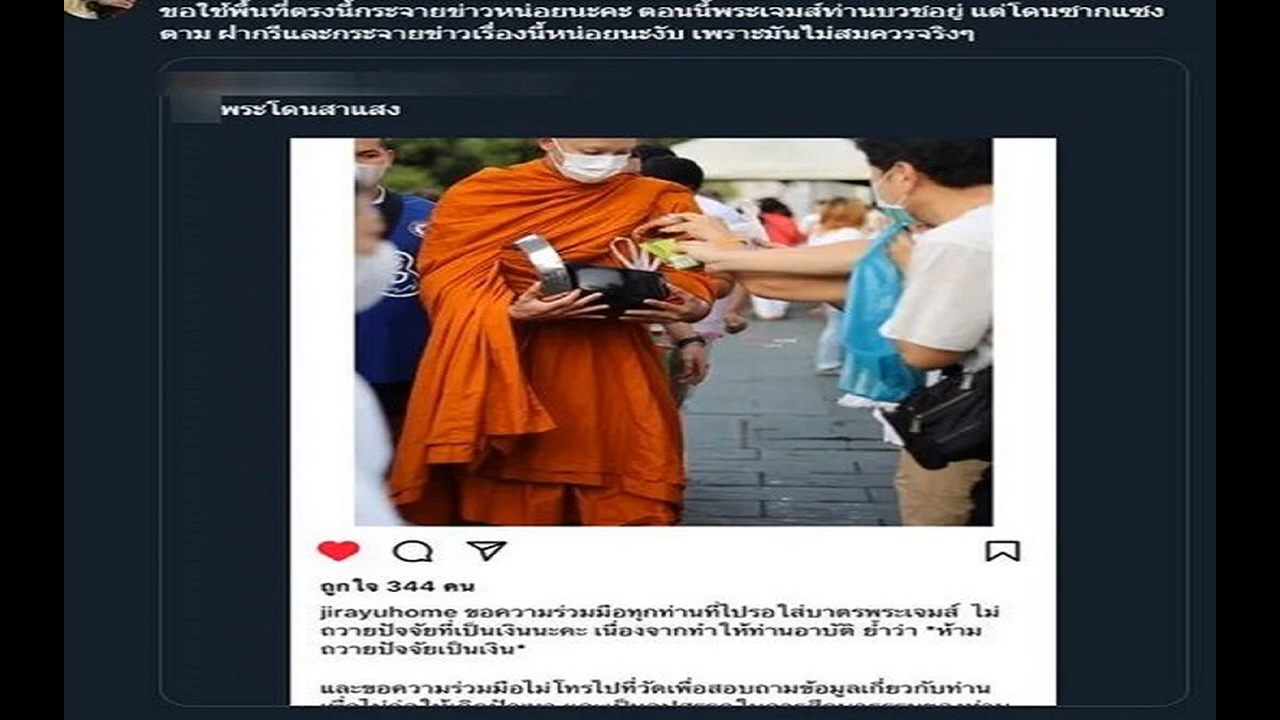 ขอใช้พื้นที่ตรงนี้กระจายข่าวหน่อยนะคะ ตอนนี้พระเจมส์ท่านบวชอยู่ แต่โดนซากแซง
ตาม ฝากรีและกระจายข่าวเรื่องนี้หน่อยนะงับ เพราะมันไม่สมควรจริงๆ
พระโดนสาแสง
ถูกใจ 344 คน
jirayuhome ขอความร่วมมือทุกท่านที่ไปรอใส่บาตรพระเจมส์ ไม่
ถวายปัจจัยที่เป็นเงินนะคะ เนื่องจากทำให้ท่านอาบัติ ย้ำว่า "ห้าม
ถวายปัจจัยเป็นเงิน"
และขอความร่วมมือไม่โทรไปที่วัดเพื่อสอบถามข้อมูลเกี่ยวกับท่าน